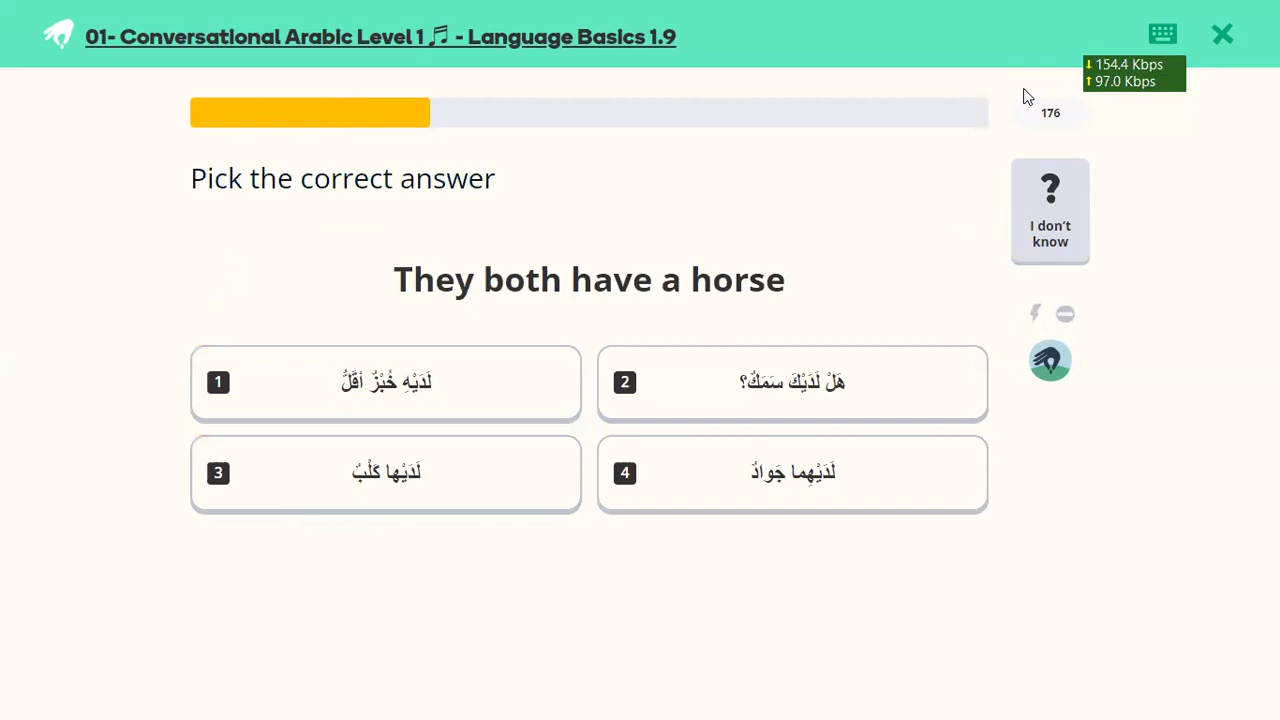 01- Conversational Arabic Level 1 🎵 - Language Basics 1.9
↓ 154.4 Kbps
↑ 97.0 Kbps
176
Pick the correct answer
?
I don't
know
They both have a horse
1 لَدَيْهِ خُبْزٌ أَقَلُّ
2 هَلْ لَدَيْكَ سَمَكٌ؟
3 لَدَيْها كَلْبٌ
4 لَدَيْهِما جَوادٌ